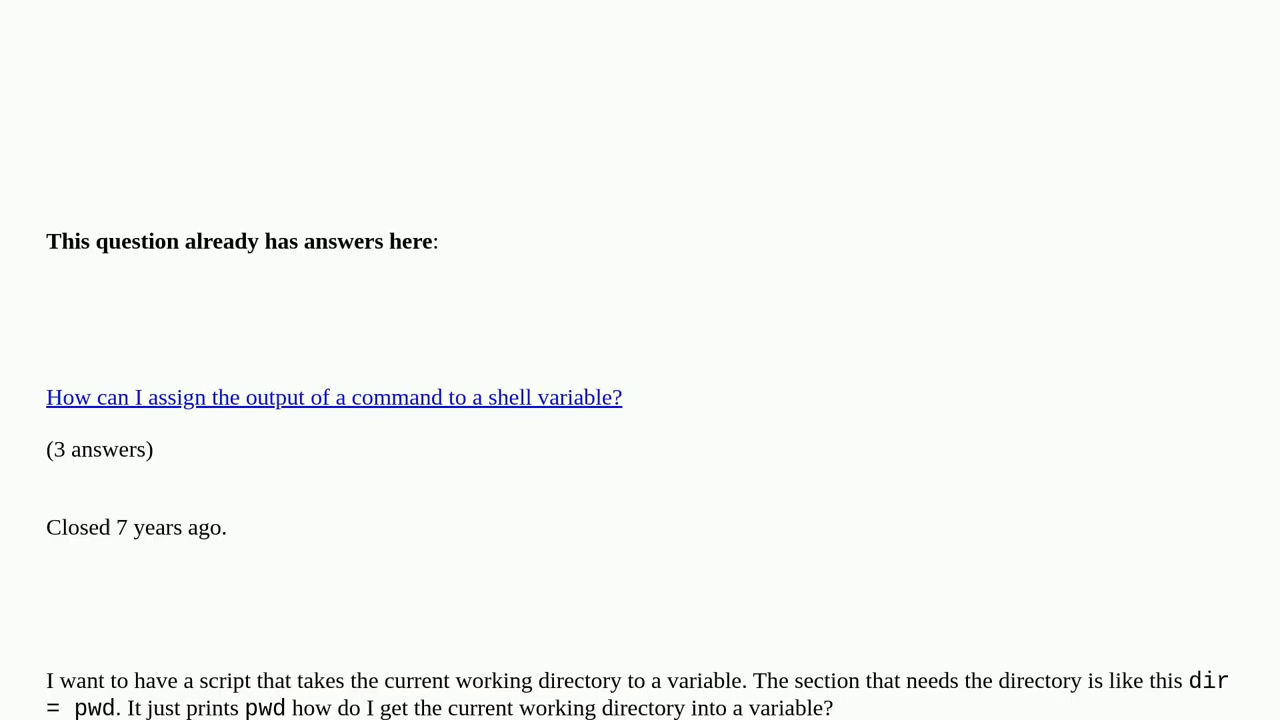 This question already has answers here:
How can I assign the output of a command to a shell variable?
(3 answers)
Closed 7 years ago.
I want to have a script that takes the current working directory to a variable. The section that needs the directory is like this dir
= pwd. It just prints pwd how do I get the current working directory into a variable?